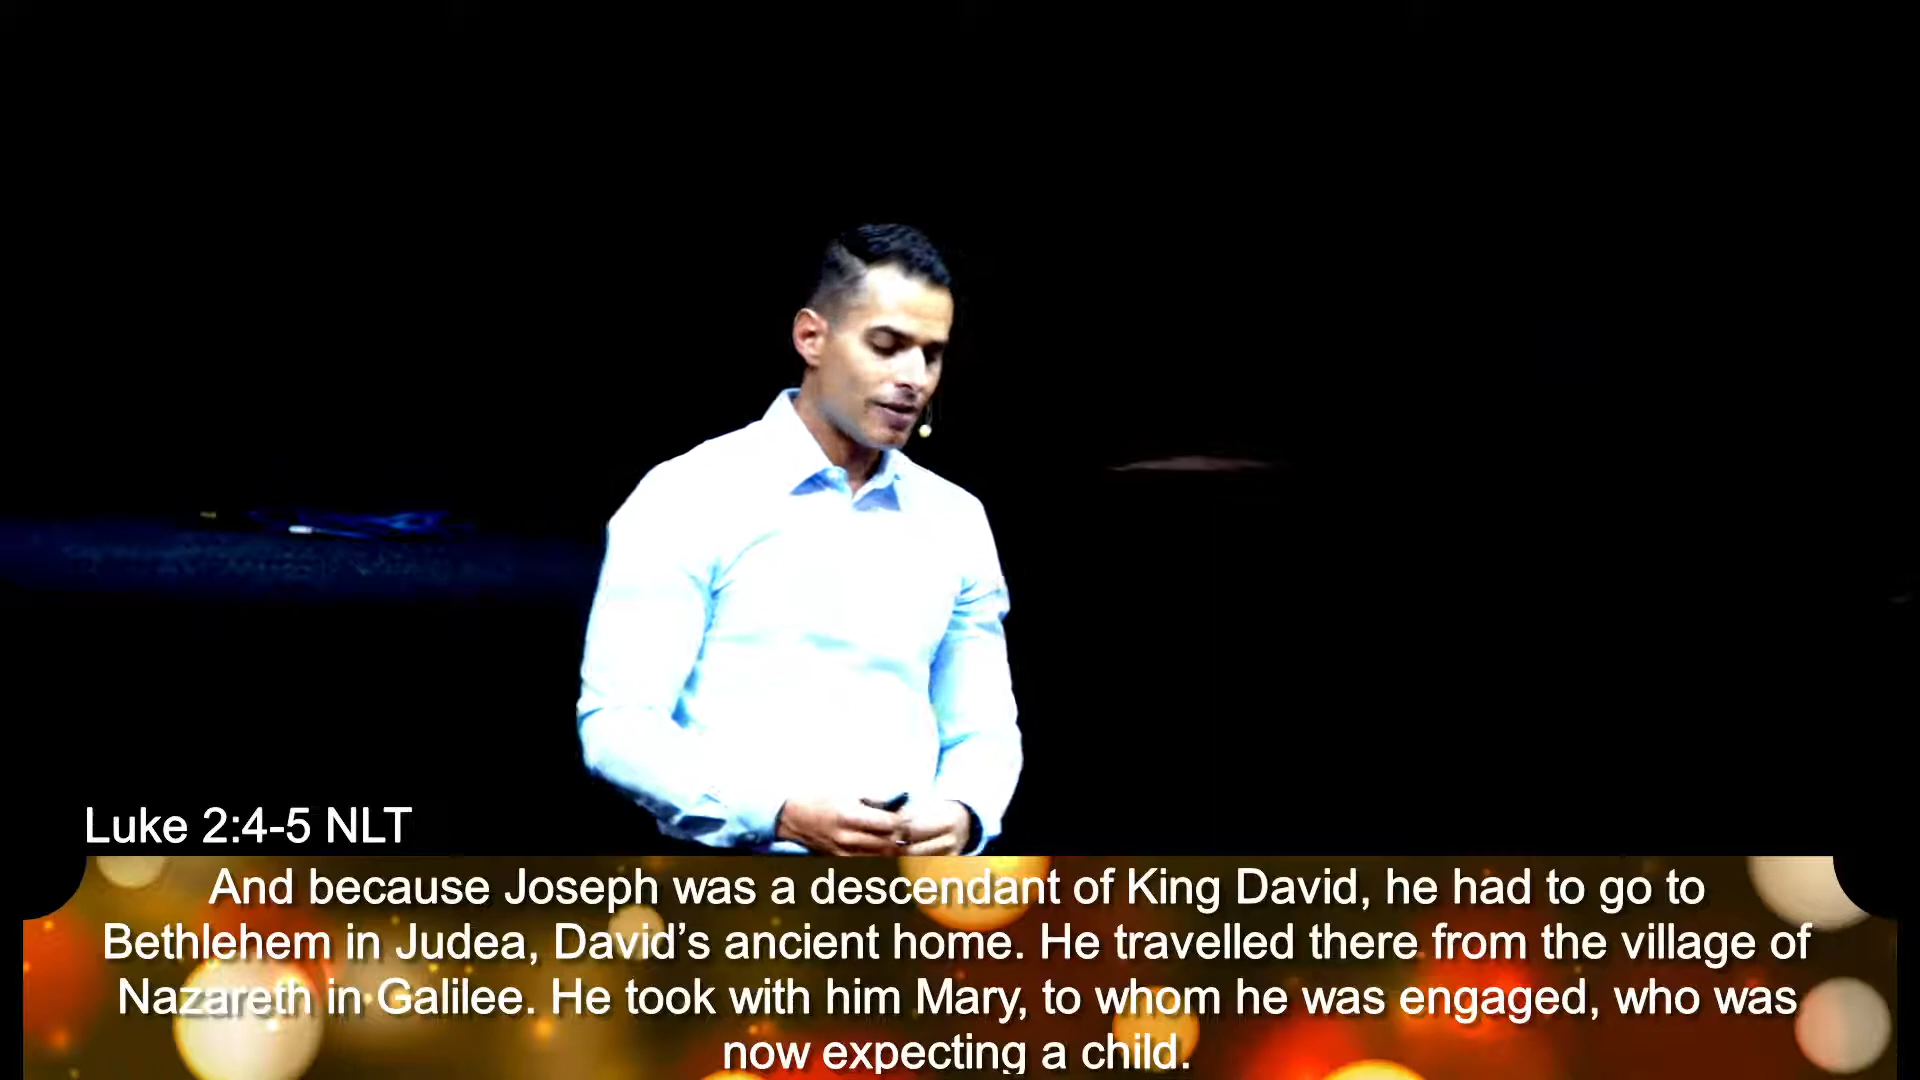 Luke 2:4-5 NLT
And because Joseph was a descendant of King David, he had to go to
Bethlehem in Judea, David’s ancient home. He travelled there from the village of
Nazareth in Galilee. He took with him Mary, to whom he was engaged, who was
now expecting a child.